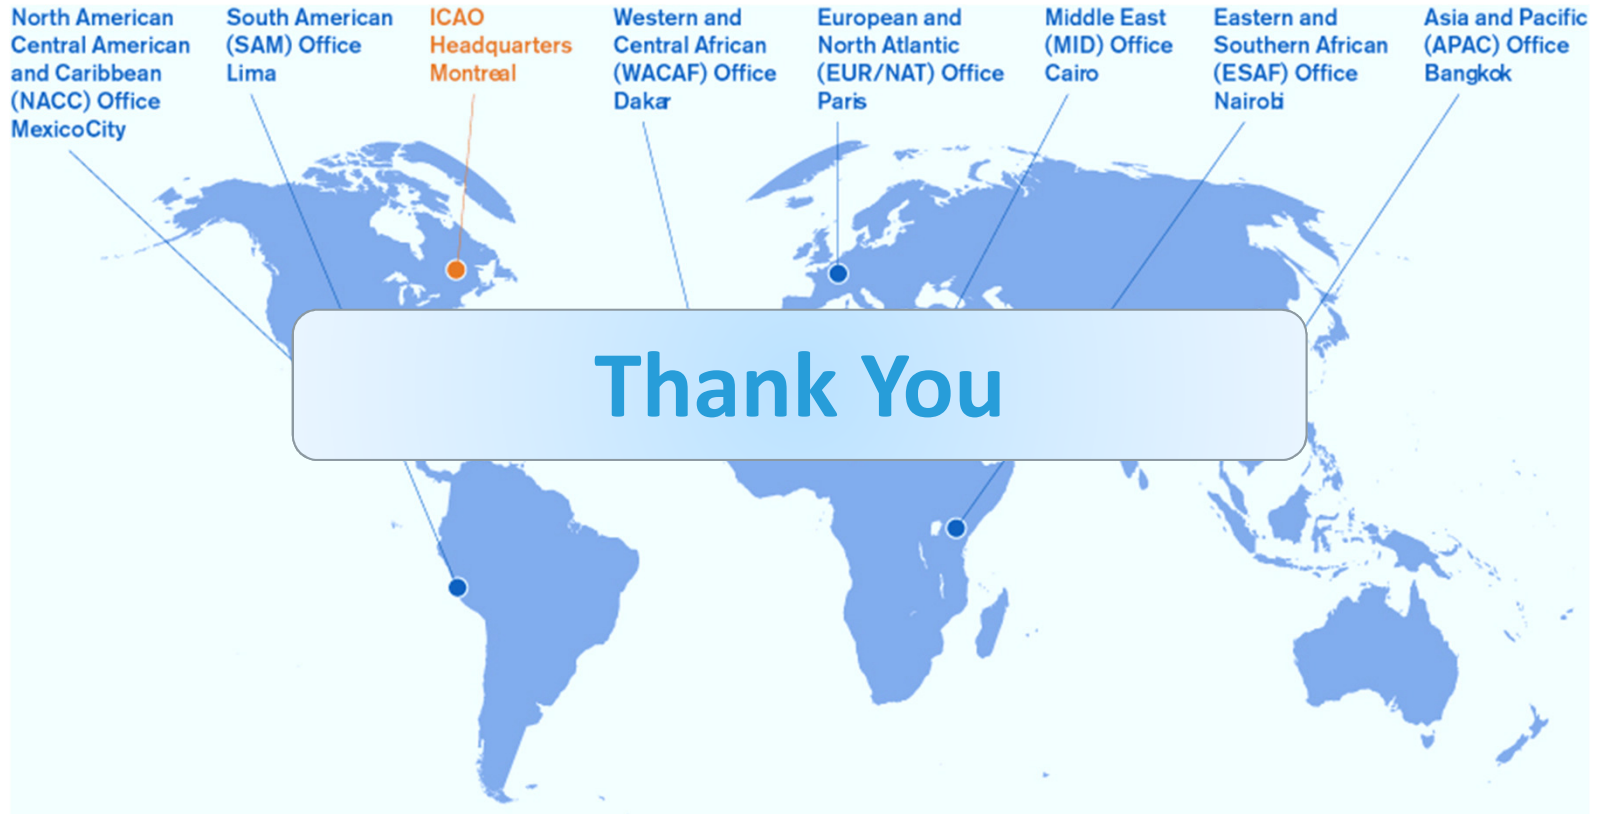 North American
Central American
and Caribbean
(NACC) Office
MexicoCity
South American
(SAM) Office
Lima
ICAO
Headquarters
Montreal
Western and
Central African
(WACAF) Office
Dakar
European and
North Atlantic
(EUR/NAT) Office
Paris
Middle East
(MID) Office
Cairo
Eastern and
Southern African
(ESAF) Office
Nairobi
Asia and Pacific
(APAC) Office
Bangkok
Thank You